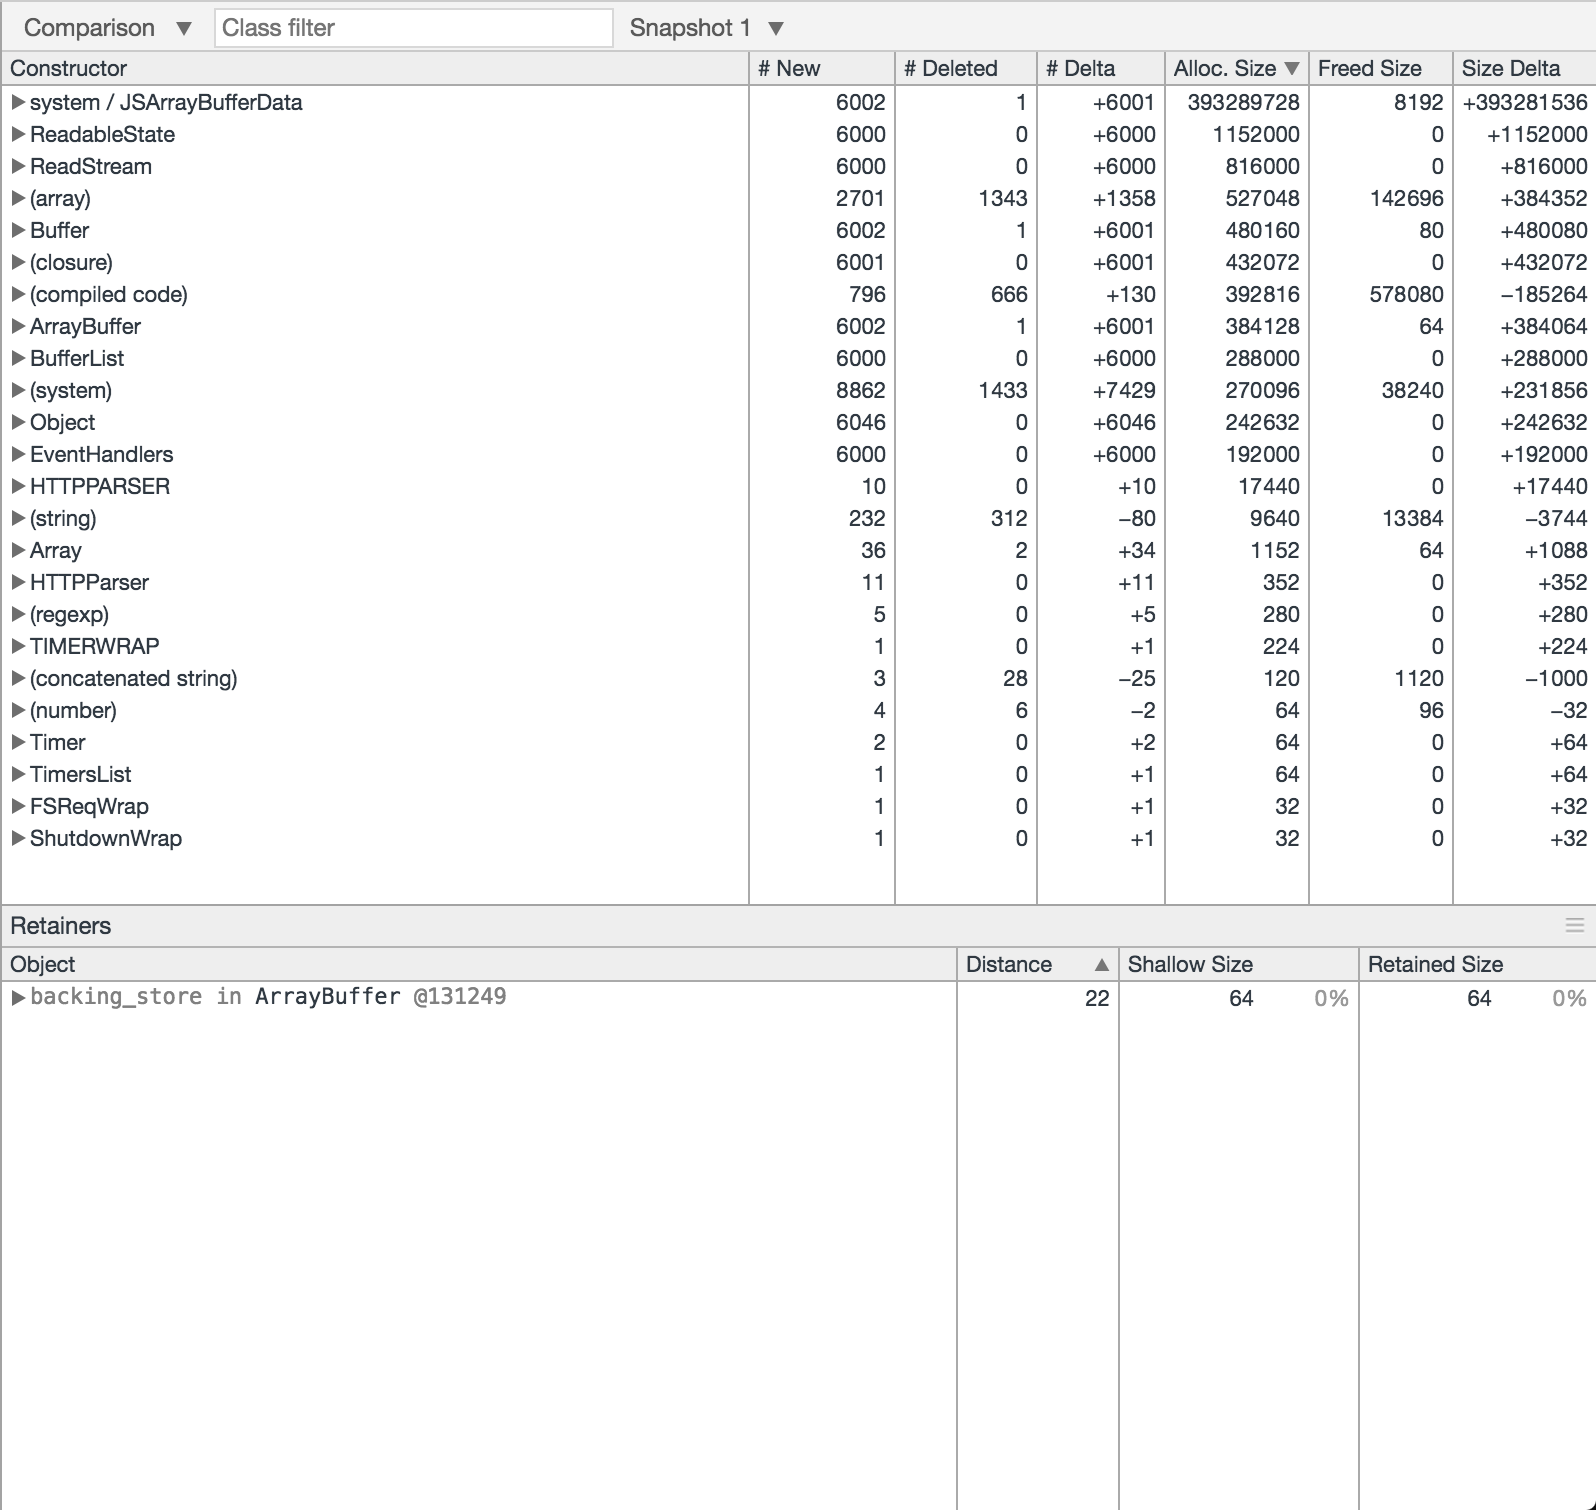 Comparison ▼ Class filter Snapshot 1 ▼
Constructor # New # Deleted # Delta Alloc. Size ▼ Freed Size Size Delta
▶ system / JSArrayBufferData 6002 1 +6001 393289728 8192 +393281536
▶ ReadableState 6000 0 +6000 1152000 0 +1152000
▶ ReadStream 6000 0 +6000 816000 0 +816000
▶ (array) 2701 1343 +1358 527048 142696 +384352
▶ Buffer 6002 1 +6001 480160 80 +480080
▶ (closure) 6001 0 +6001 432072 0 +432072
▶ (compiled code) 796 666 +130 392816 578080 −185264
▶ ArrayBuffer 6002 1 +6001 384128 64 +384064
▶ BufferList 6000 0 +6000 288000 0 +288000
▶ (system) 8862 1433 +7429 270096 38240 +231856
▶ Object 6046 0 +6046 242632 0 +242632
▶ EventHandlers 6000 0 +6000 192000 0 +192000
▶ HTTPPARSER 10 0 +10 17440 0 +17440
▶ (string) 232 312 −80 9640 13384 −3744
▶ Array 36 2 +34 1152 64 +1088
▶ HTTPParser 11 0 +11 352 0 +352
▶ (regexp) 5 0 +5 280 0 +280
▶ TIMERWRAP 1 0 +1 224 0 +224
▶ (concatenated string) 3 28 −25 120 1120 −1000
▶ (number) 4 6 −2 64 96 −32
▶ Timer 2 0 +2 64 0 +64
▶ TimersList 1 0 +1 64 0 +64
▶ FSReqWrap 1 0 +1 32 0 +32
▶ ShutdownWrap 1 0 +1 32 0 +32
Retainers
Object Distance ▲ Shallow Size Retained Size
▶ backing_store in ArrayBuffer @131249 22 64 0% 64 0%